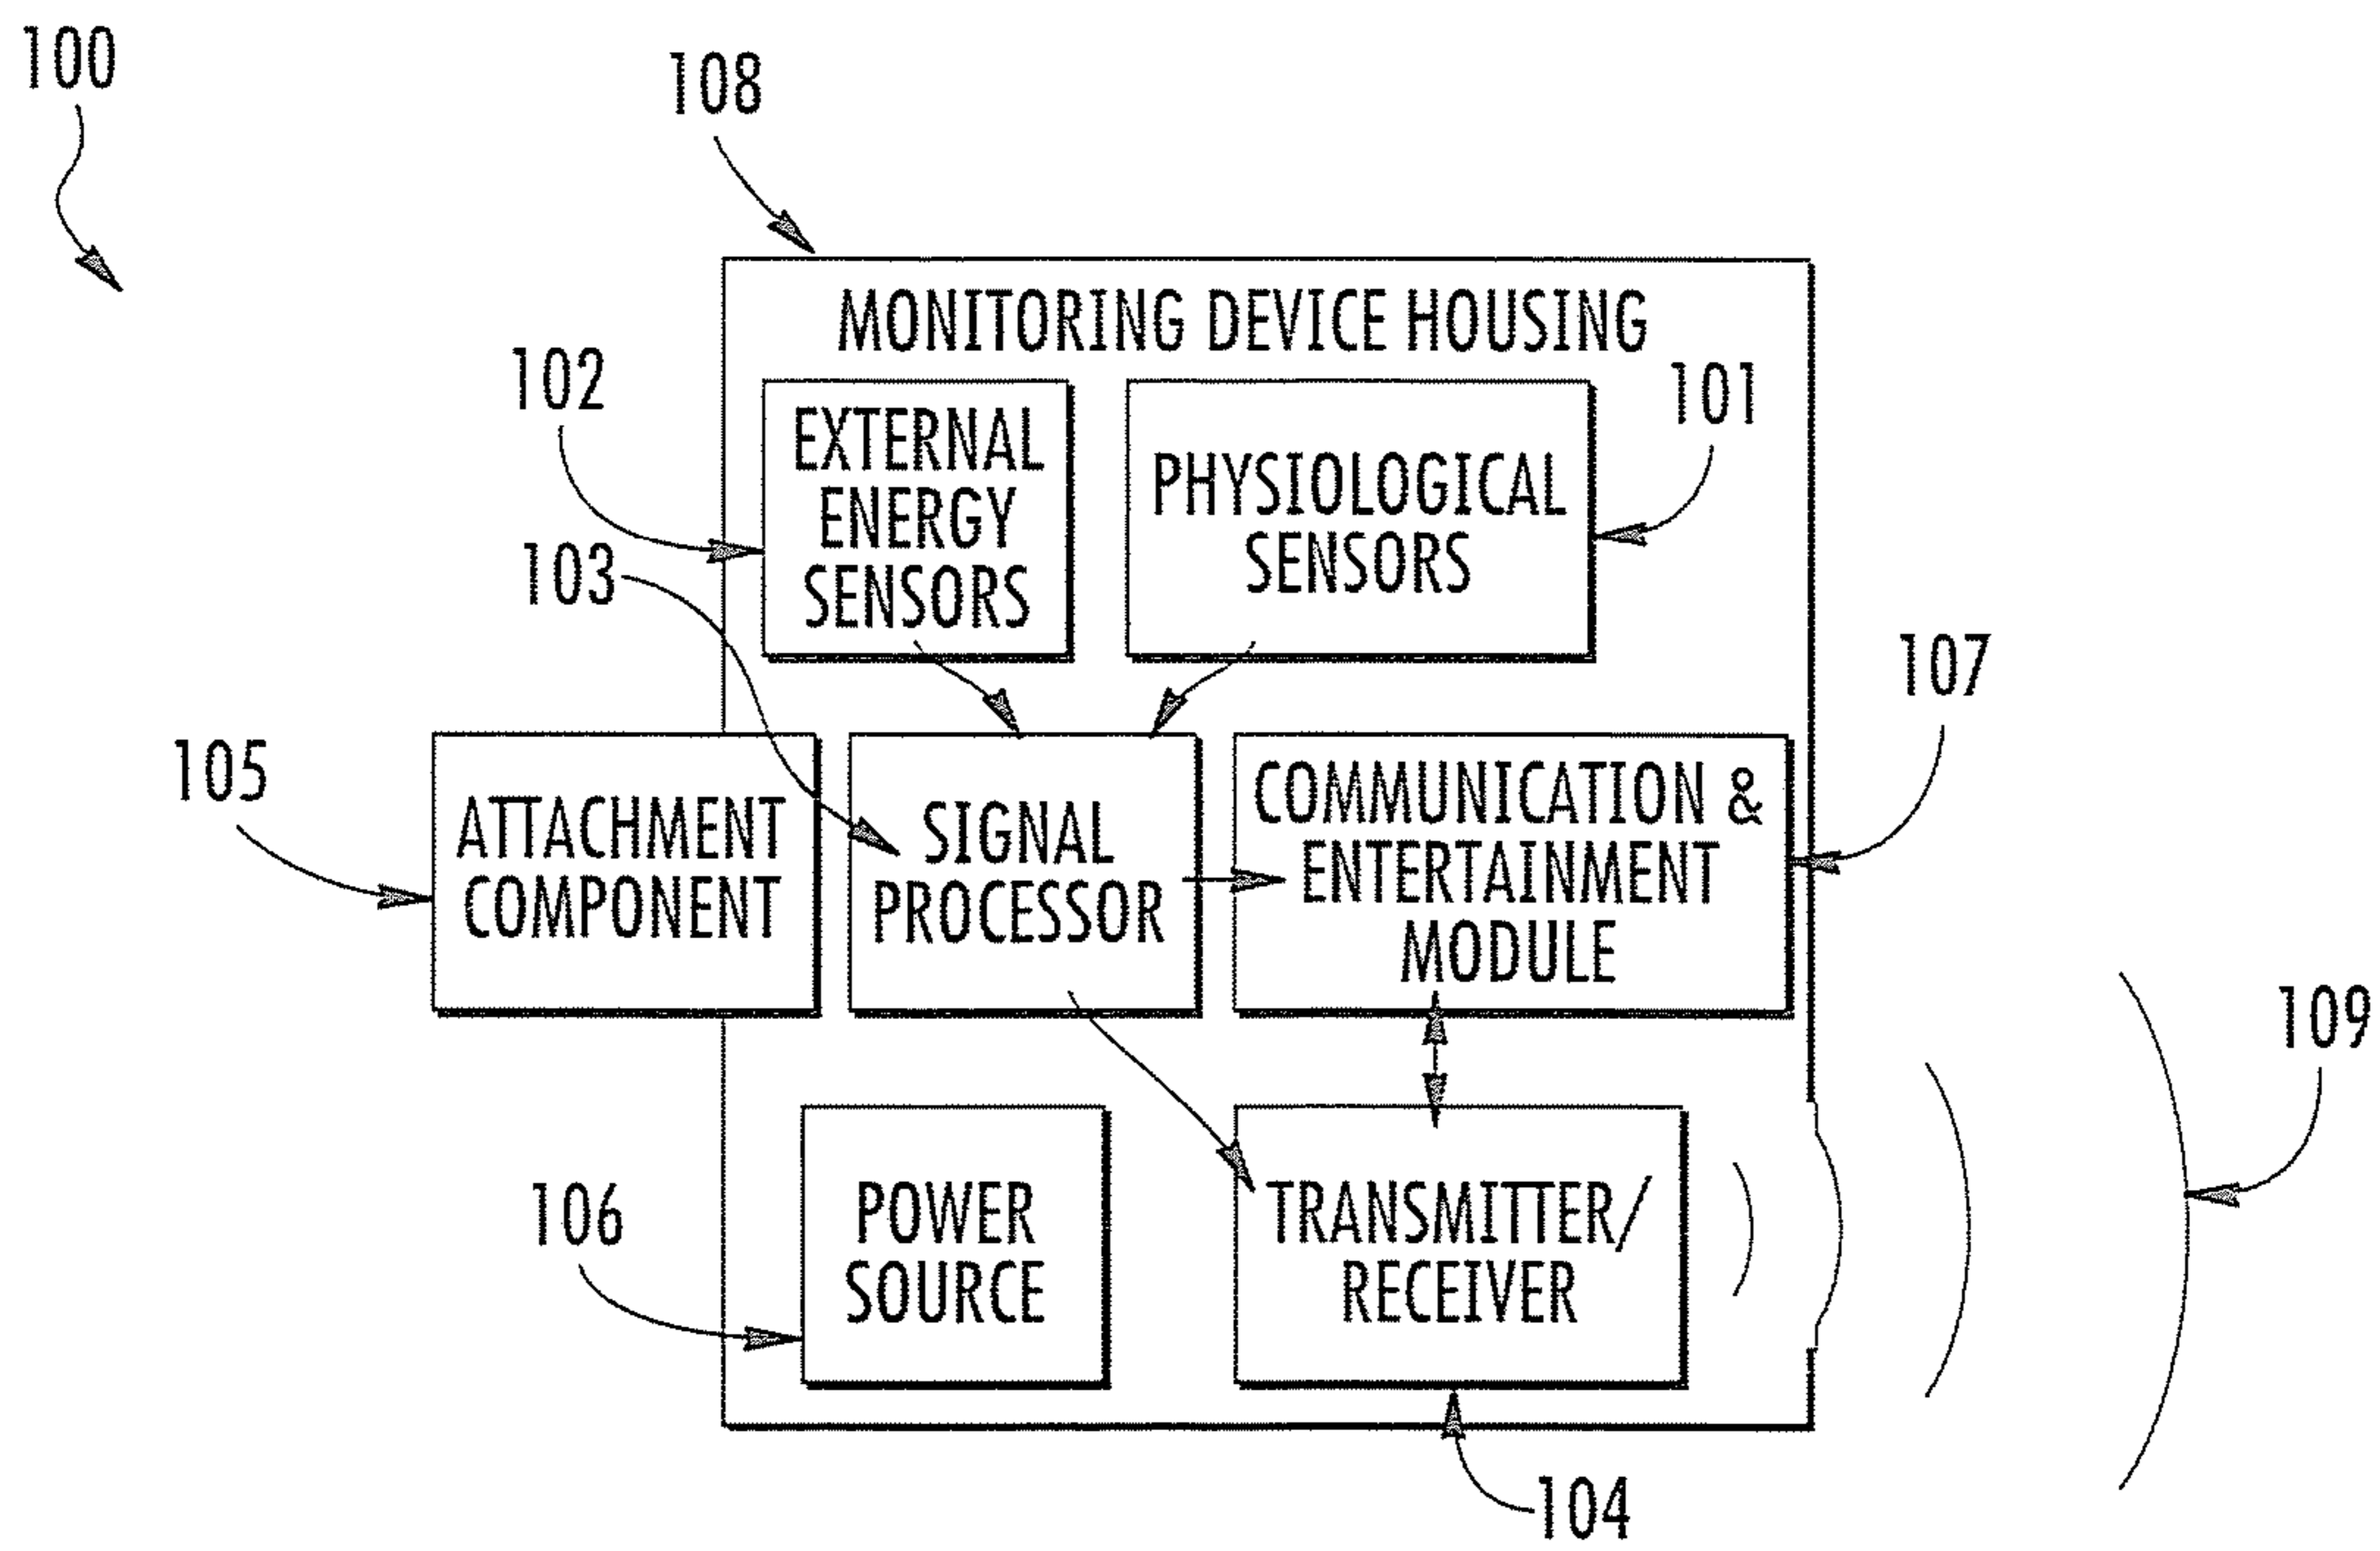 100
108
MONITORING DEVICE HOUSING
102
EXTERNAL
ENERGY
SENSORS
PHYSIOLOGICAL
SENSORS
101
103
107
105
ATTACHMENT
COMPONENT
SIGNAL
PROCESSOR
COMMUNICATION &
ENTERTAINMENT
MODULE
109
106
POWER
SOURCE
TRANSMITTER/
RECEIVER
104